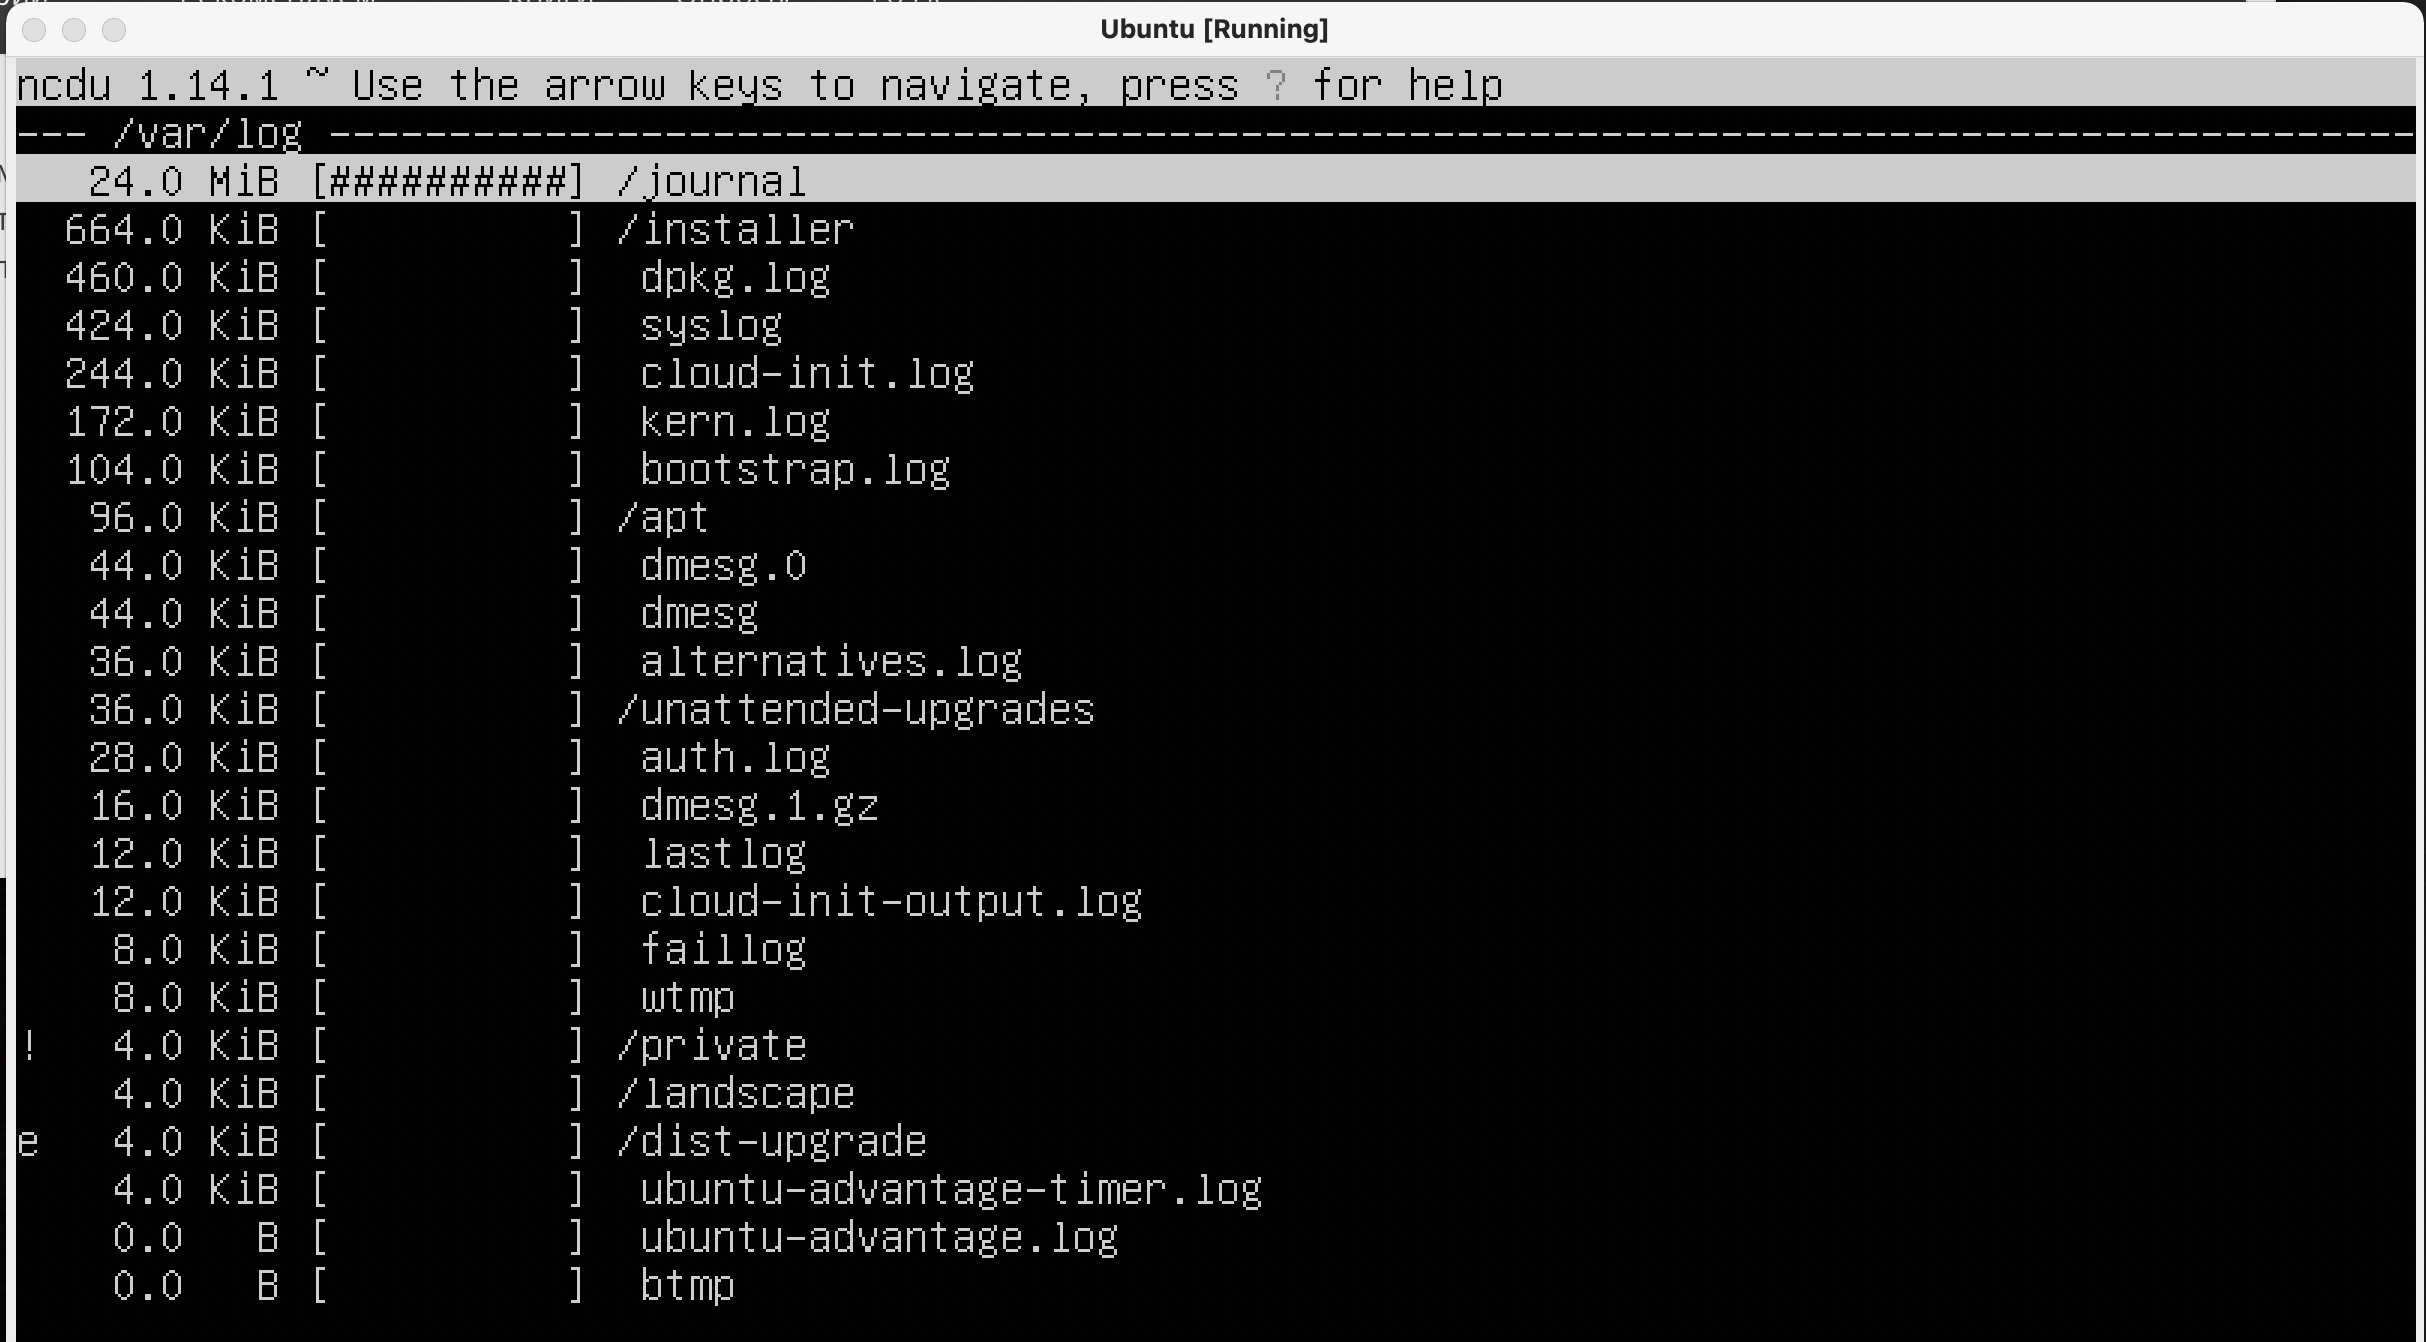 Ubuntu [Running]
ncdu 1.14.1 ~ Use the arrow keys to navigate, press ? for help
--- /var/log ---------------------------------------------------------------------------------------
   24.0 MiB [##########] /journal
  664.0 KiB [          ] /installer
  460.0 KiB [          ]  dpkg.log
  424.0 KiB [          ]  syslog
  244.0 KiB [          ]  cloud-init.log
  172.0 KiB [          ]  kern.log
  104.0 KiB [          ]  bootstrap.log
   96.0 KiB [          ] /apt
   44.0 KiB [          ]  dmesg.0
   44.0 KiB [          ]  dmesg
   36.0 KiB [          ]  alternatives.log
   36.0 KiB [          ] /unattended-upgrades
   28.0 KiB [          ]  auth.log
   16.0 KiB [          ]  dmesg.1.gz
   12.0 KiB [          ]  lastlog
   12.0 KiB [          ]  cloud-init-output.log
    8.0 KiB [          ]  faillog
    8.0 KiB [          ]  wtmp
!   4.0 KiB [          ] /private
    4.0 KiB [          ] /landscape
e   4.0 KiB [          ] /dist-upgrade
    4.0 KiB [          ]  ubuntu-advantage-timer.log
    0.0   B [          ]  ubuntu-advantage.log
    0.0   B [          ]  btmp